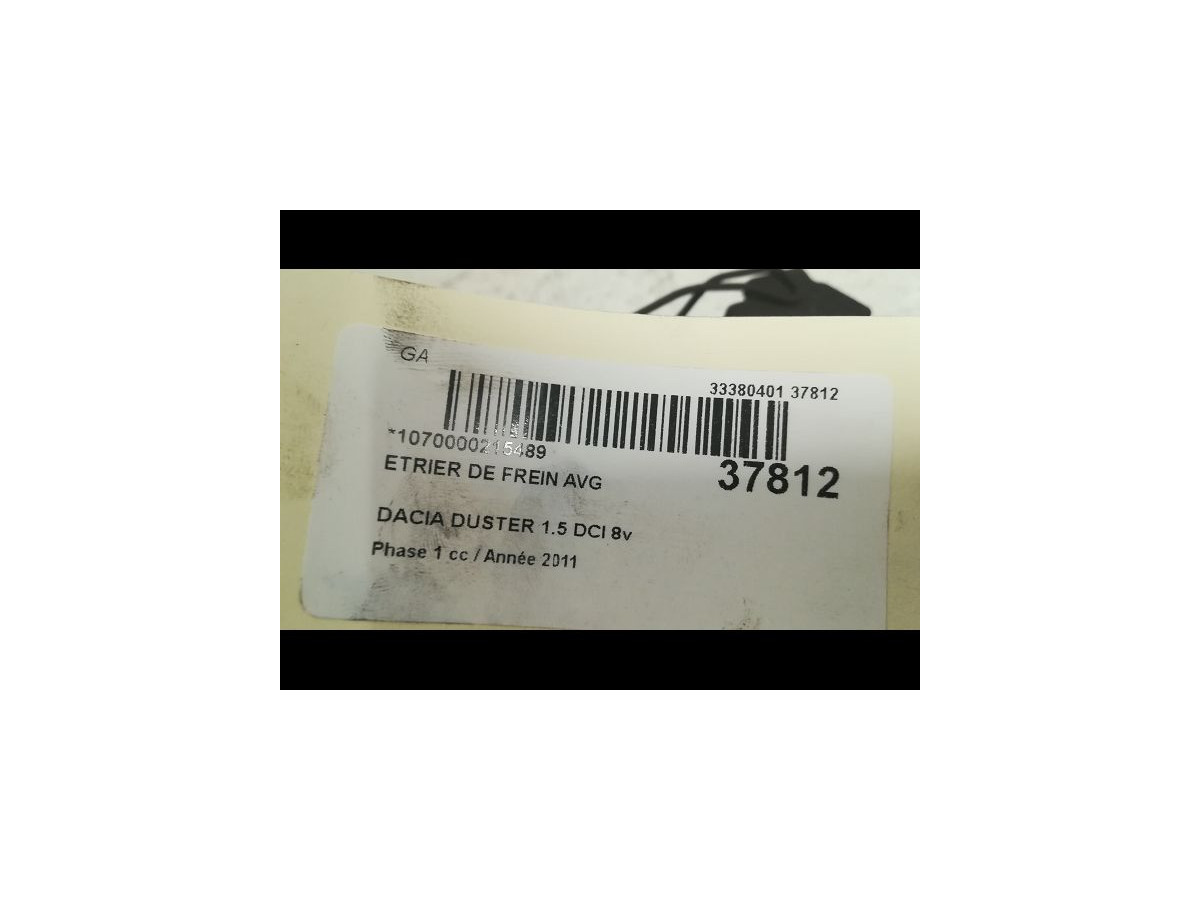 GA
33380401 37812
*1070000215489
37812
ETRIER DE FREIN AVG
DACIA DUSTER 1.5 DCI 8v
Phase 1 cc / Année 2011